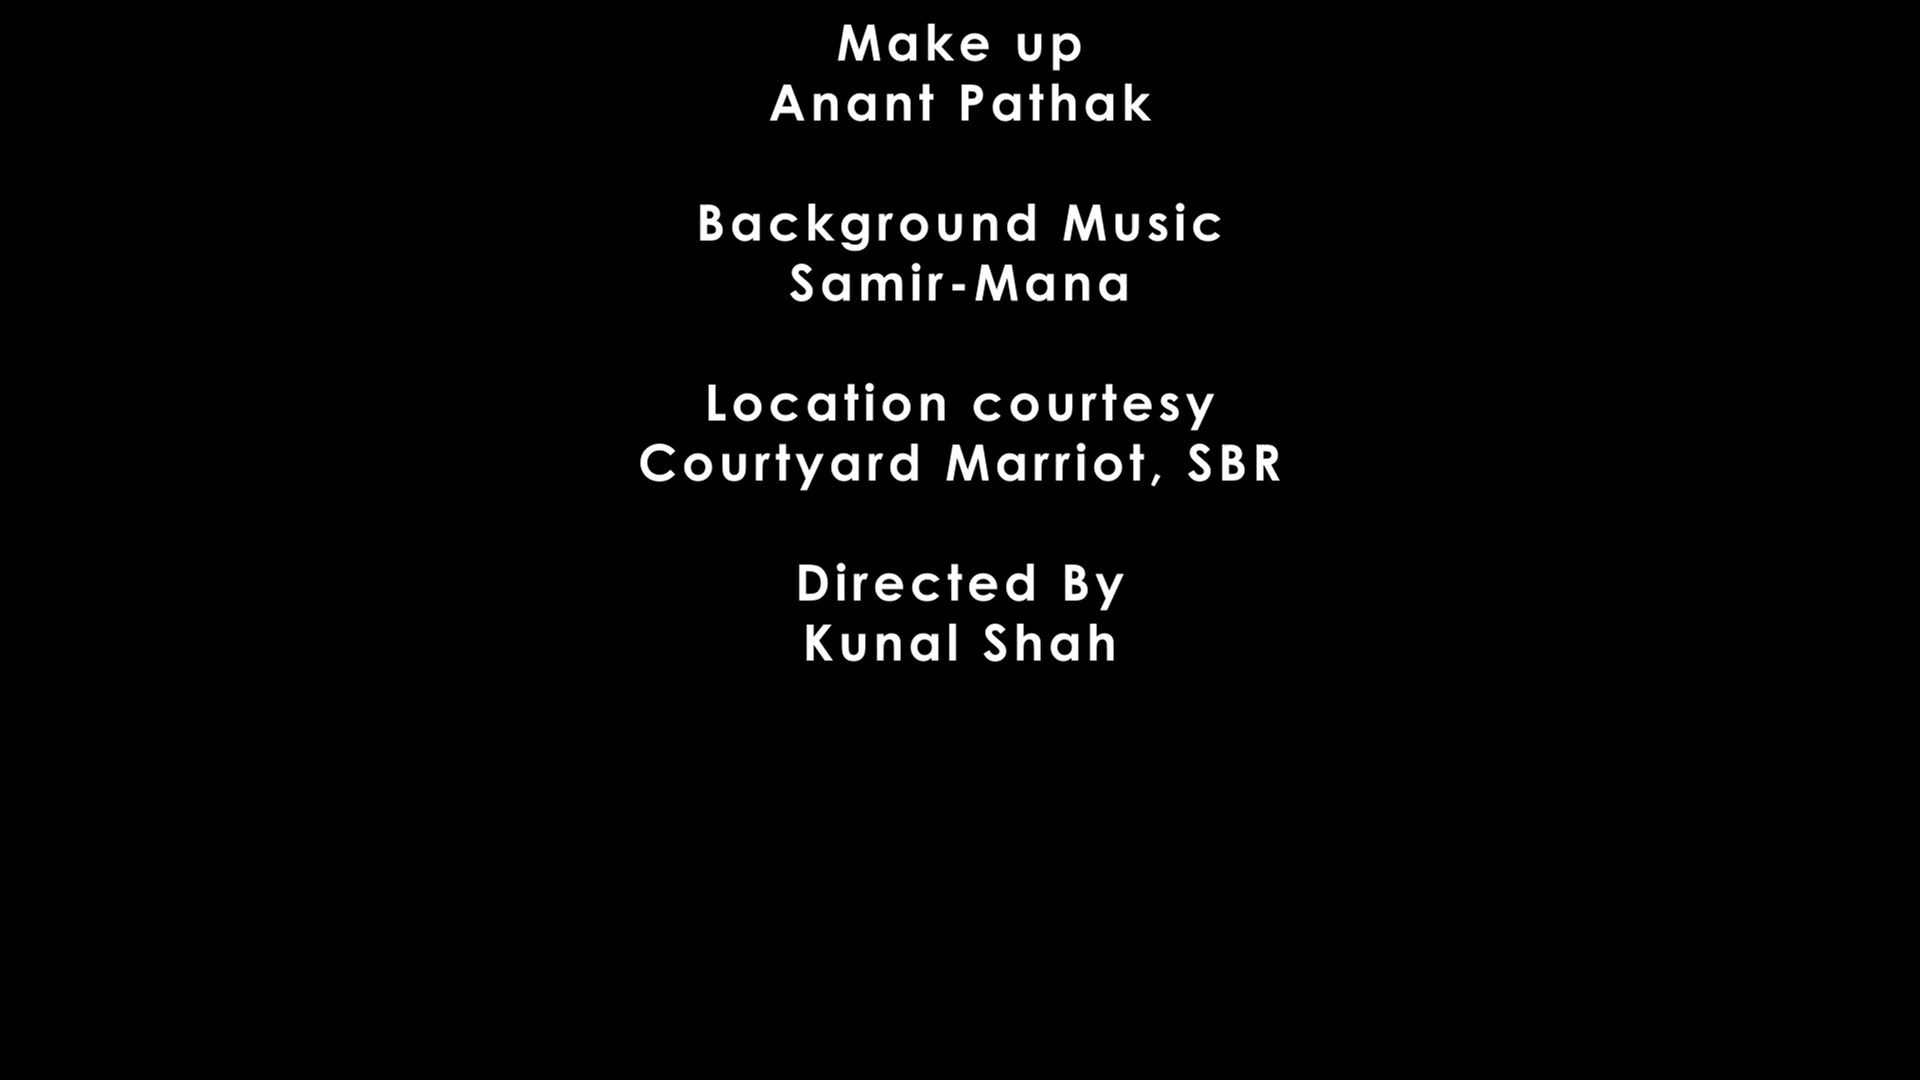 Make up
Anant Pathak
Background Music
Samir-Mana
Location courtesy
Courtyard Marriot, SBR
Directed By
Kunal Shah